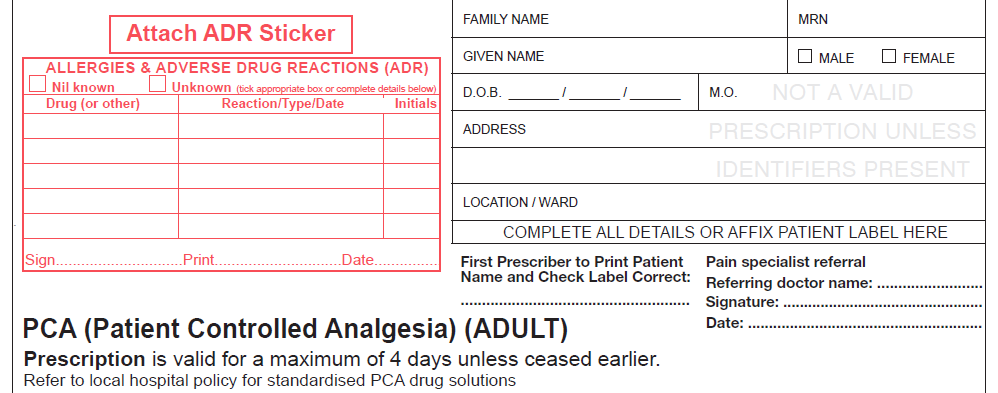 Attach ADR Sticker
ALLERGIES & ADVERSE DRUG REACTIONS (ADR)
Nil known Unknown (tick appropriate box or complete details below)
Drug (or other) Reaction/Type/Date Initials
Sign.............................. Print.............................. Date................
FAMILY NAME MRN
GIVEN NAME MALE FEMALE
D.O.B. _______ / _______ / _______ M.O. NOT A VALID
ADDRESS PRESCRIPTION UNLESS
IDENTIFIERS PRESENT
LOCATION / WARD
COMPLETE ALL DETAILS OR AFFIX PATIENT LABEL HERE
First Prescriber to Print Patient
Name and Check Label Correct:
.......................................................
Pain specialist referral
Referring doctor name: .........................
Signature: ................................................
Date: ........................................................
PCA (Patient Controlled Analgesia) (ADULT)
Prescription is valid for a maximum of 4 days unless ceased earlier.
Refer to local hospital policy for standardised PCA drug solutions